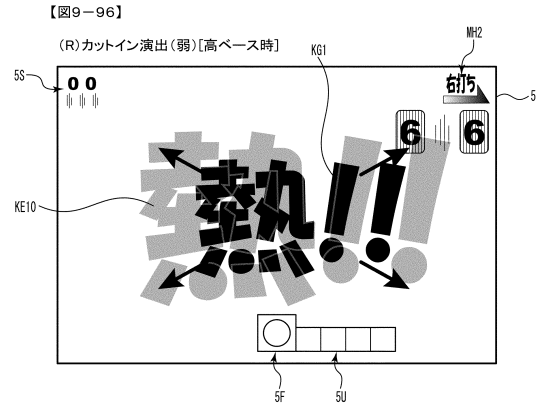 【図9－96】
(R)カットイン演出(弱)[高ベース時]
MH2
KG1
5S
0 0
右打ち
5
6 6
KE10
熱!!
5F
5U